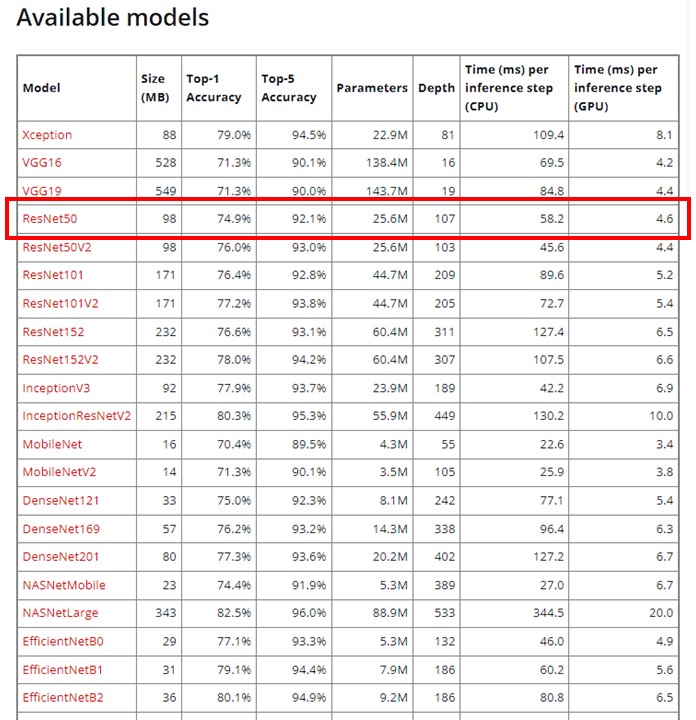 Available models
Model Size (MB) Top-1 Accuracy Top-5 Accuracy Parameters Depth Time (ms) per inference step (CPU) Time (ms) per inference step (GPU)
Xception 88 79.0% 94.5% 22.9M 81 109.4 8.1
VGG16 528 71.3% 90.1% 138.4M 16 69.5 4.2
VGG19 549 71.3% 90.0% 143.7M 19 84.8 4.4
ResNet50 98 74.9% 92.1% 25.6M 107 58.2 4.6
ResNet50V2 98 76.0% 93.0% 25.6M 103 45.6 4.4
ResNet101 171 76.4% 92.8% 44.7M 209 89.6 5.2
ResNet101V2 171 77.2% 93.8% 44.7M 205 72.7 5.4
ResNet152 232 76.6% 93.1% 60.4M 311 127.4 6.5
ResNet152V2 232 78.0% 94.2% 60.4M 307 107.5 6.6
InceptionV3 92 77.9% 93.7% 23.9M 189 42.2 6.9
InceptionResNetV2 215 80.3% 95.3% 55.9M 449 130.2 10.0
MobileNet 16 70.4% 89.5% 4.3M 55 22.6 3.4
MobileNetV2 14 71.3% 90.1% 3.5M 105 25.9 3.8
DenseNet121 33 75.0% 92.3% 8.1M 242 77.1 5.4
DenseNet169 57 76.2% 93.2% 14.3M 338 96.4 6.3
DenseNet201 80 77.3% 93.6% 20.2M 402 127.2 6.7
NASNetMobile 23 74.4% 91.9% 5.3M 389 27.0 6.7
NASNetLarge 343 82.5% 96.0% 88.9M 533 344.5 20.0
EfficientNetB0 29 77.1% 93.3% 5.3M 132 46.0 4.9
EfficientNetB1 31 79.1% 94.4% 7.9M 186 60.2 5.6
EfficientNetB2 36 80.1% 94.9% 9.2M 186 80.8 6.5